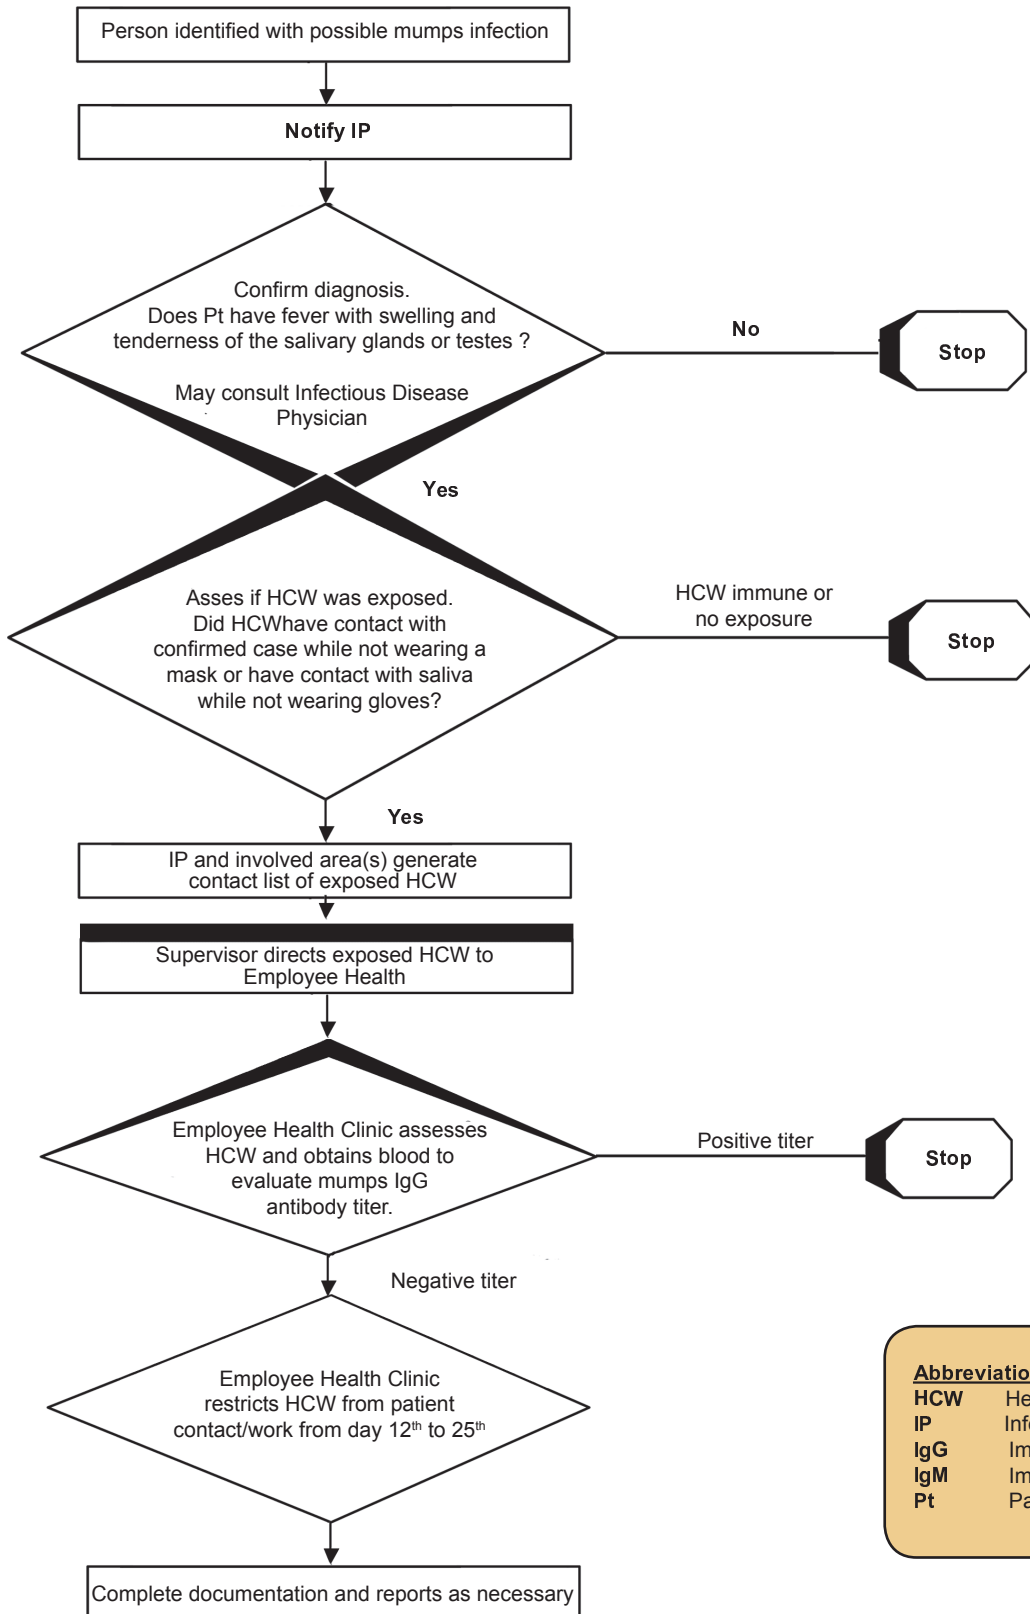 Person identified with possible mumps infection
Notify IP
Confirm diagnosis.
Does Pt have fever with swelling and
tenderness of the salivary glands or testes ?
May consult Infectious Disease
Physician
No
Stop
Yes
Asses if HCW was exposed.
Did HCWhave contact with
confirmed case while not wearing a
mask or have contact with saliva
while not wearing gloves?
HCW immune or
no exposure
Stop
Yes
IP and involved area(s) generate
contact list of exposed HCW
Supervisor directs exposed HCW to
Employee Health
Employee Health Clinic assesses
HCW and obtains blood to
evaluate mumps IgG
antibody titer.
Positive titer
Stop
Negative titer
Employee Health Clinic
restricts HCW from patient
contact/work from day 12th to 25th
Complete documentation and reports as necessary
HCW
IP
IgG
IgM
Pt